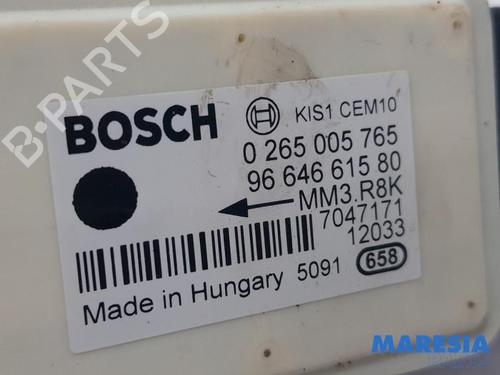 B-PARTS
BOSCH
KIS1 CEM10
0 265 005 765
96 646 615 80
MM3.R8K
7047171
12033
Made in Hungary 5091 658
MARESIA